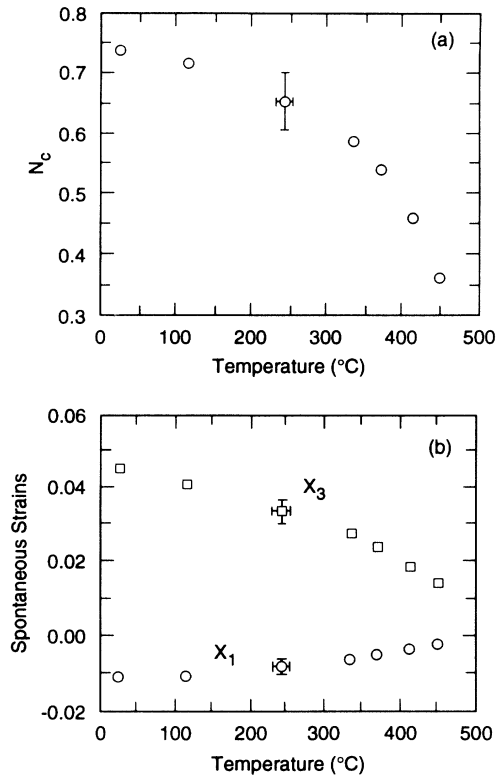 0.8
(a)
0.7
0.6
N_c
0.5
0.4
0.3
0 100 200 300 400 500
Temperature (°C)
0.06
(b)
X_3
0.04
Spontaneous Strains
0.02
X_1
0.00
-0.02
0 100 200 300 400 500
Temperature (°C)